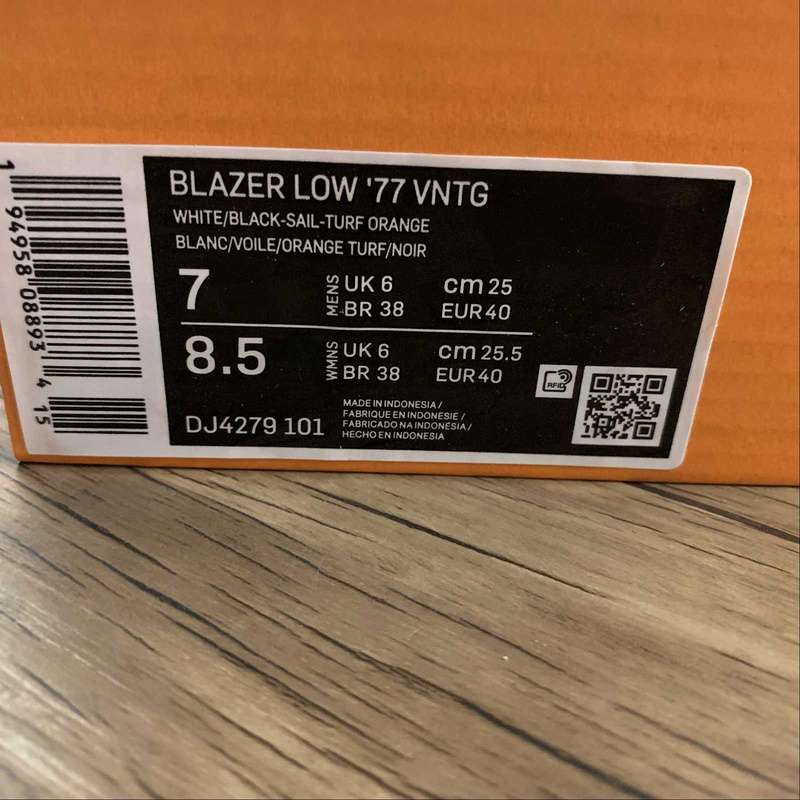 BLAZER LOW '77 VNTG
WHITE/BLACK-SAIL-TURF ORANGE
BLANC/VOILE/ORANGE TURF/NOIR
7 MENS UK 6 cm 25
BR 38 EUR 40
8.5 WMNS UK 6 cm 25.5
BR 38 EUR 40
DJ4279 101
MADE IN INDONESIA /
FABRIQUE EN INDONESIE /
FABRICADO NA INDONÉSIA /
HECHO EN INDONESIA
RFID
1 94958 08893 4 15